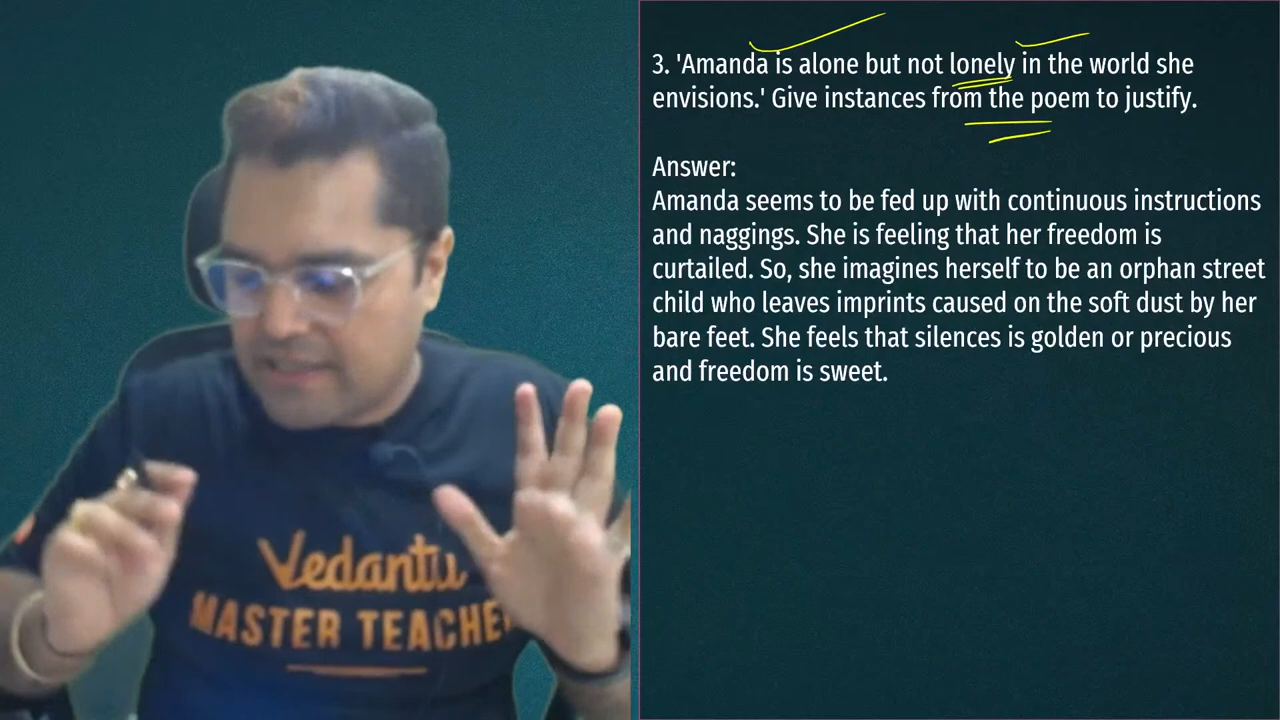 3. 'Amanda is alone but not lonely in the world she
envisions.' Give instances from the poem to justify.
Answer:
Amanda seems to be fed up with continuous instructions
and naggings. She is feeling that her freedom is
curtailed. So, she imagines herself to be an orphan street
child who leaves imprints caused on the soft dust by her
bare feet. She feels that silences is golden or precious
and freedom is sweet.
Vedantu
MASTER TEACHER